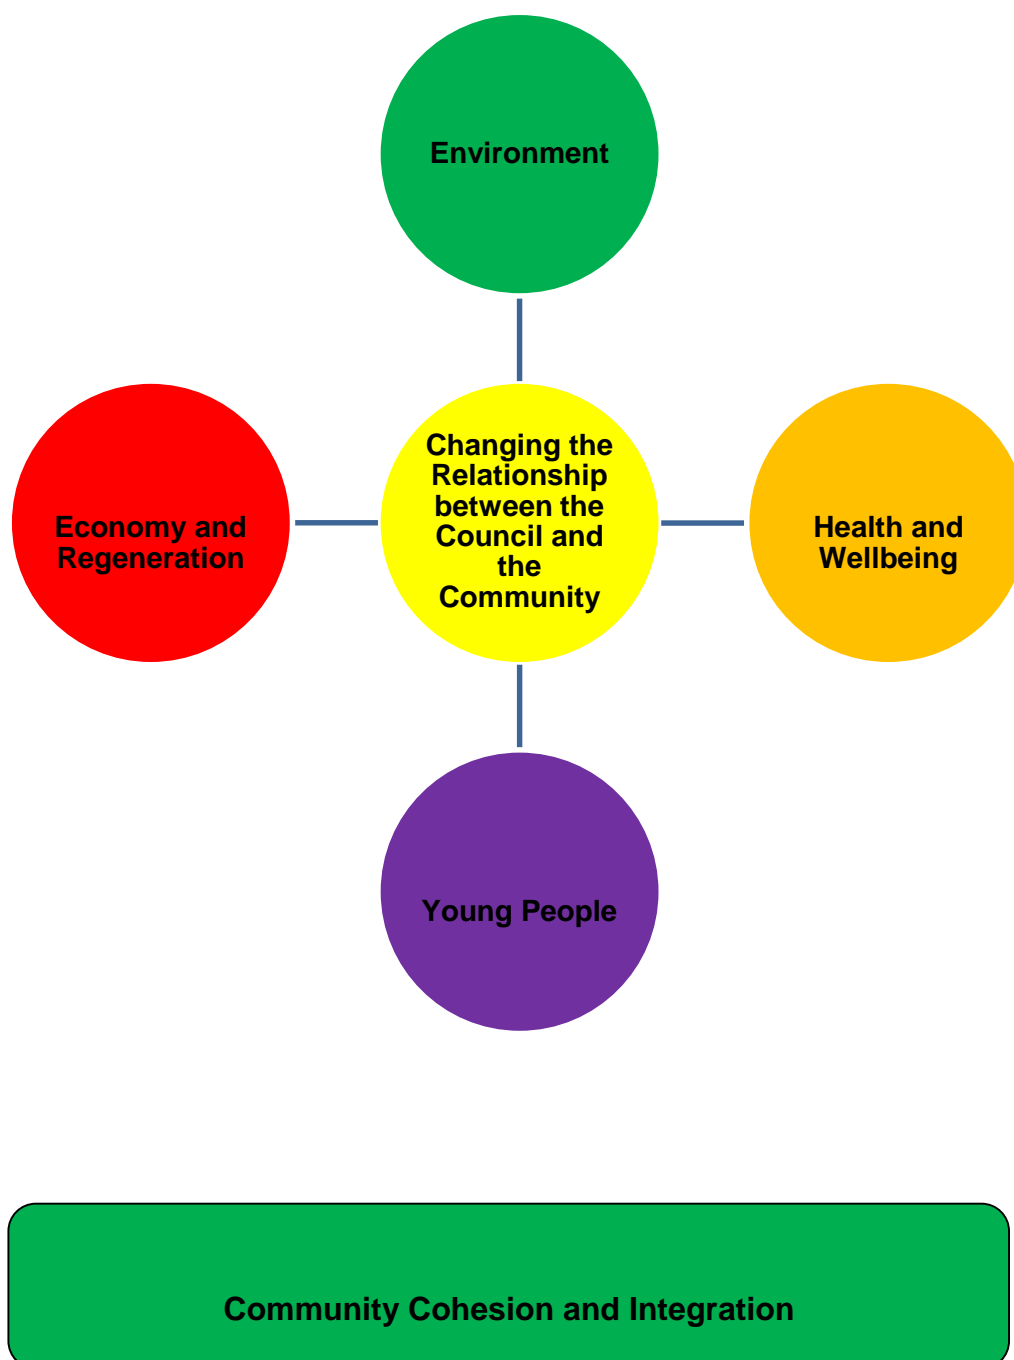 Environment
Changing the
Relationship
between the
Council and
the
Community
Economy and
Regeneration
Health and
Wellbeing
Young People
Community Cohesion and Integration